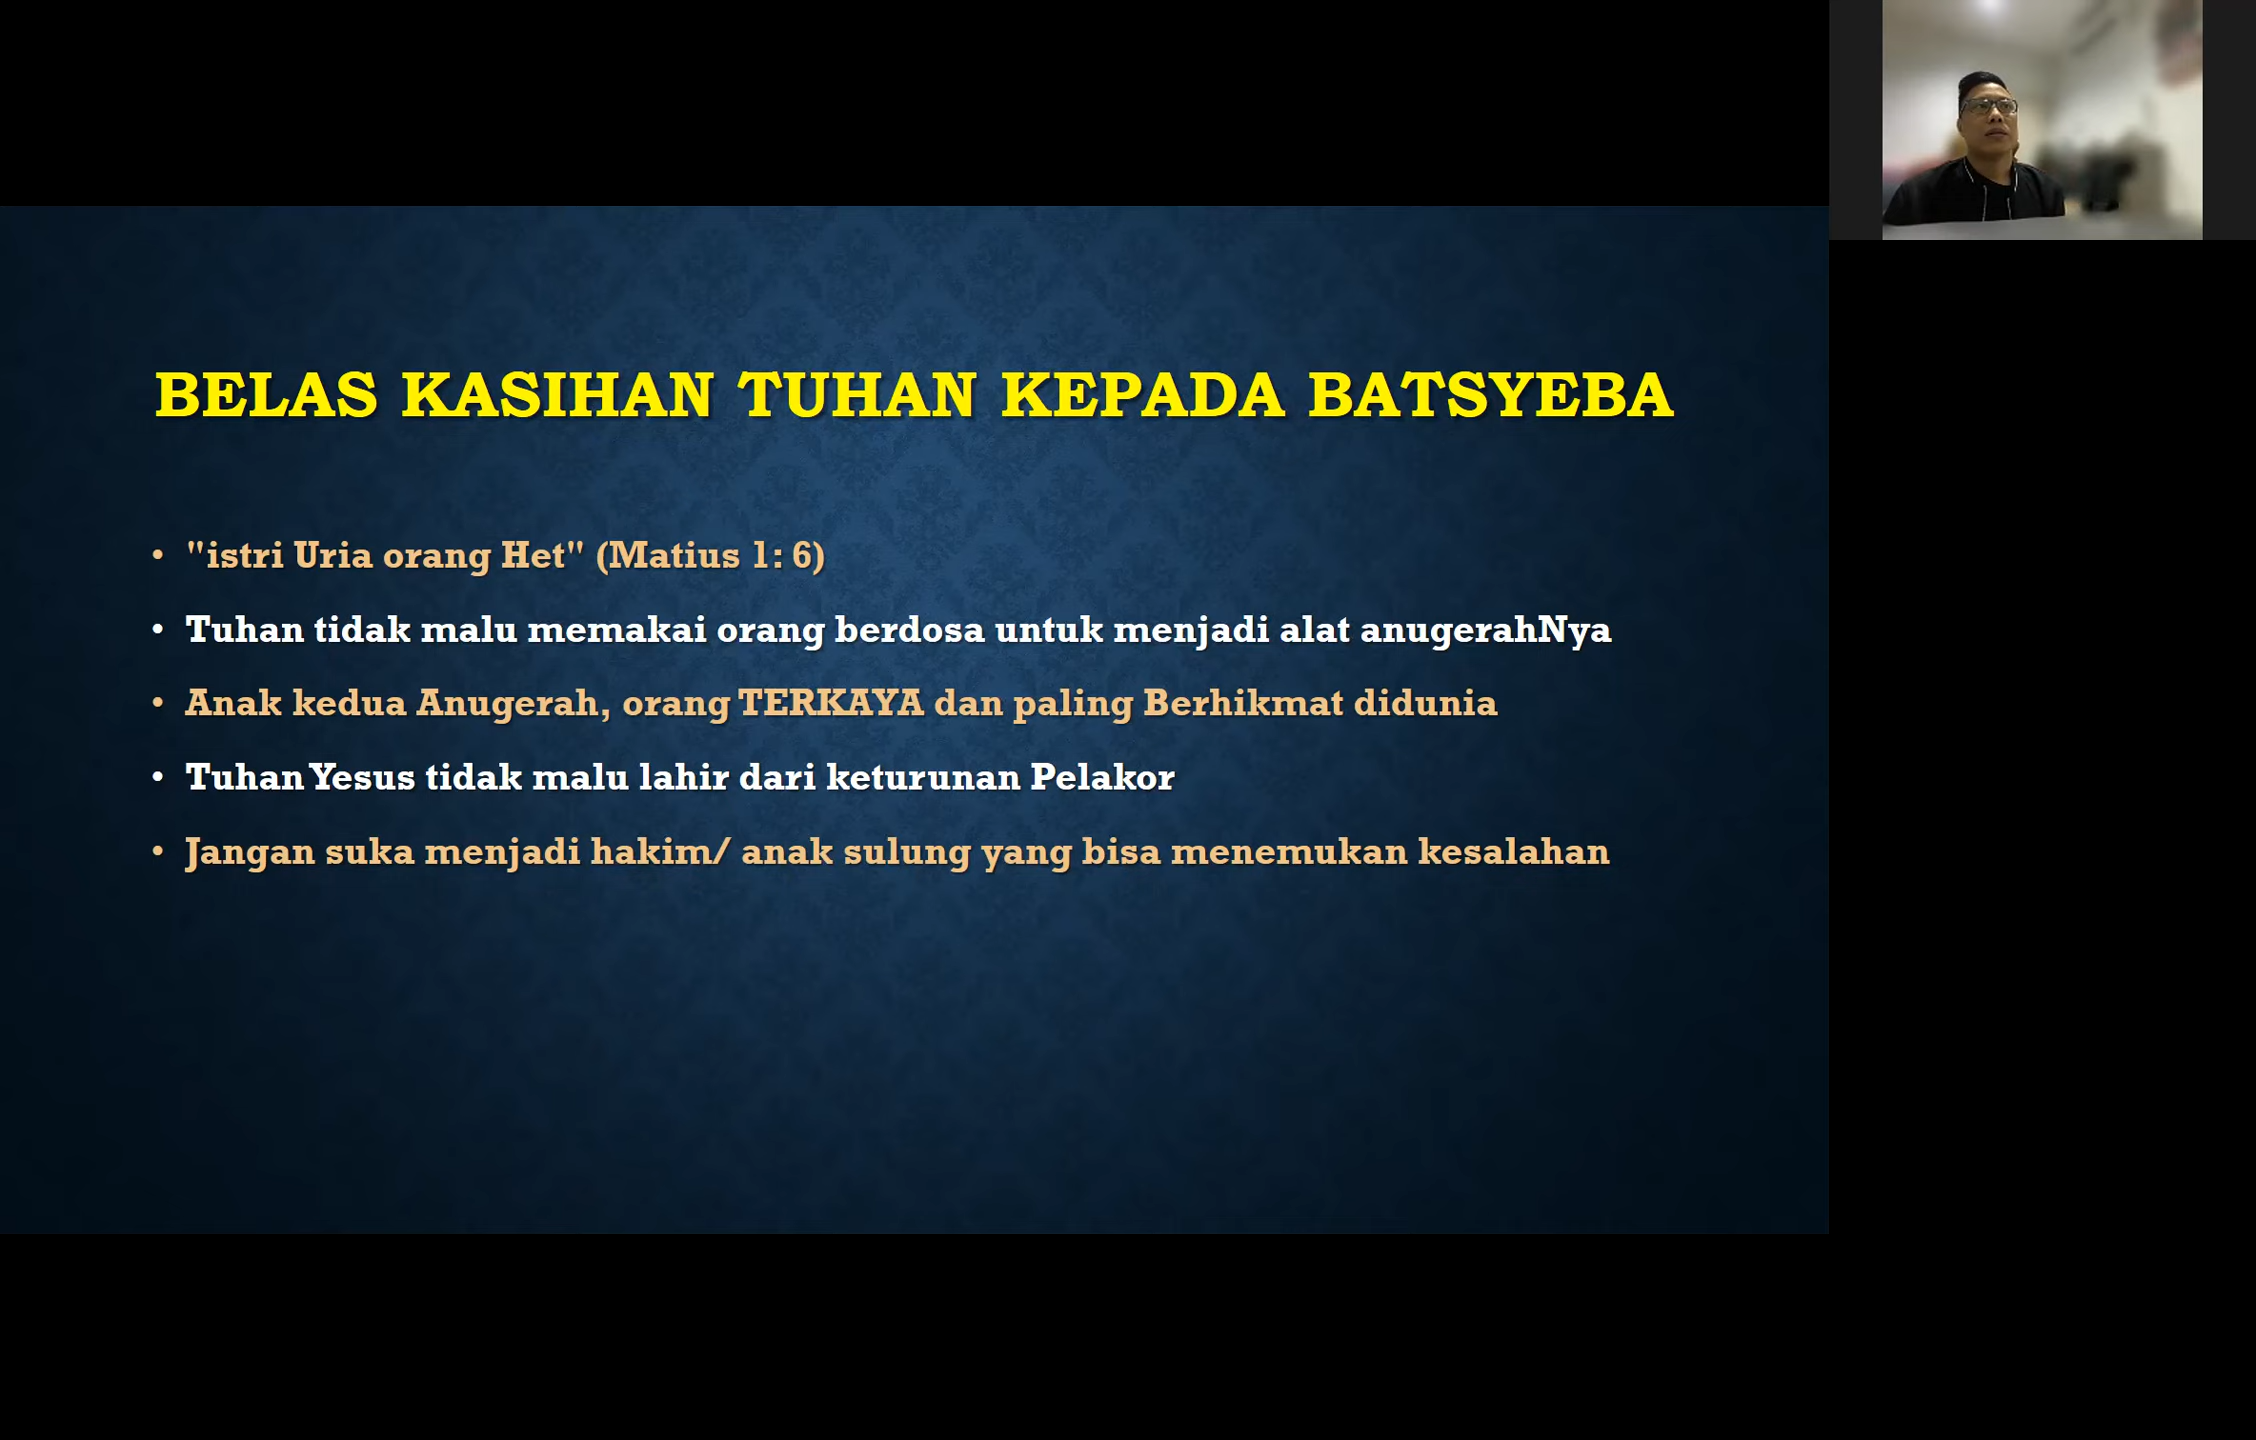 BELAS KASIHAN TUHAN KEPADA BATSYEBA
• "istri Uria orang Het" (Matius 1: 6)
• Tuhan tidak malu memakai orang berdosa untuk menjadi alat anugerahNya
• Anak kedua Anugerah, orang TERKAYA dan paling Berhikmat didunia
• Tuhan Yesus tidak malu lahir dari keturunan Pelakor
• Jangan suka menjadi hakim/ anak sulung yang bisa menemukan kesalahan